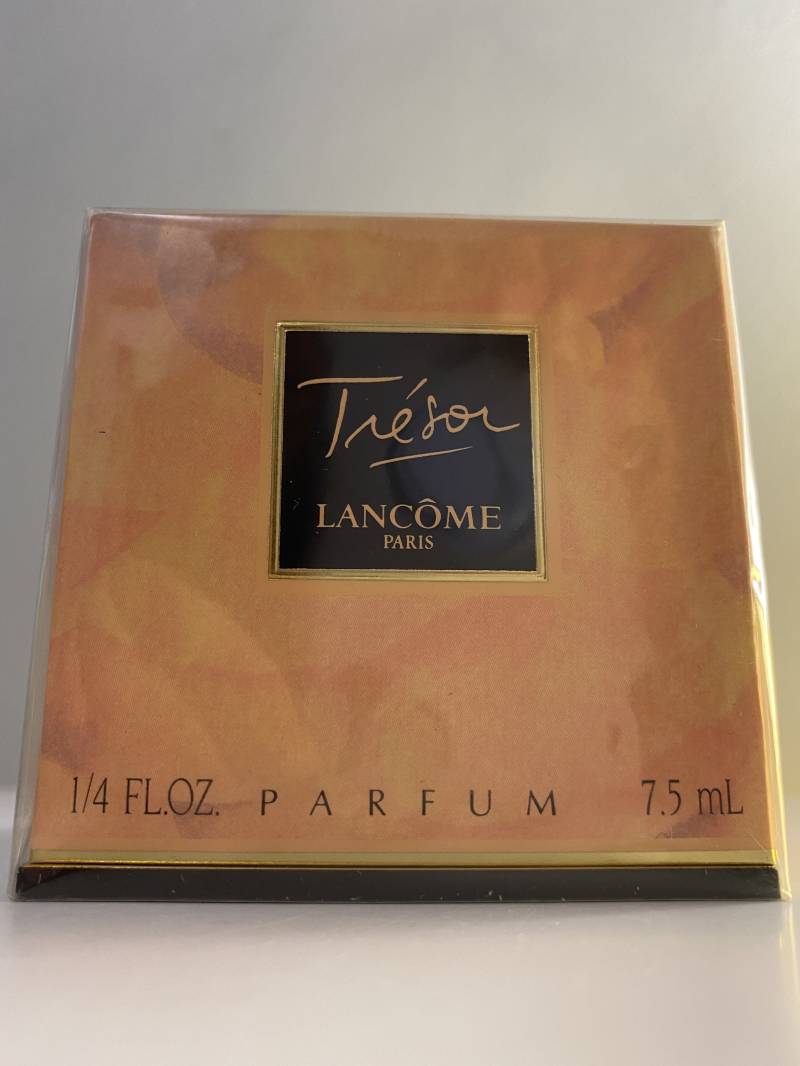 Trésor
LANCÔME
PARIS
1/4 FL.OZ. PARFUM 7.5 mL